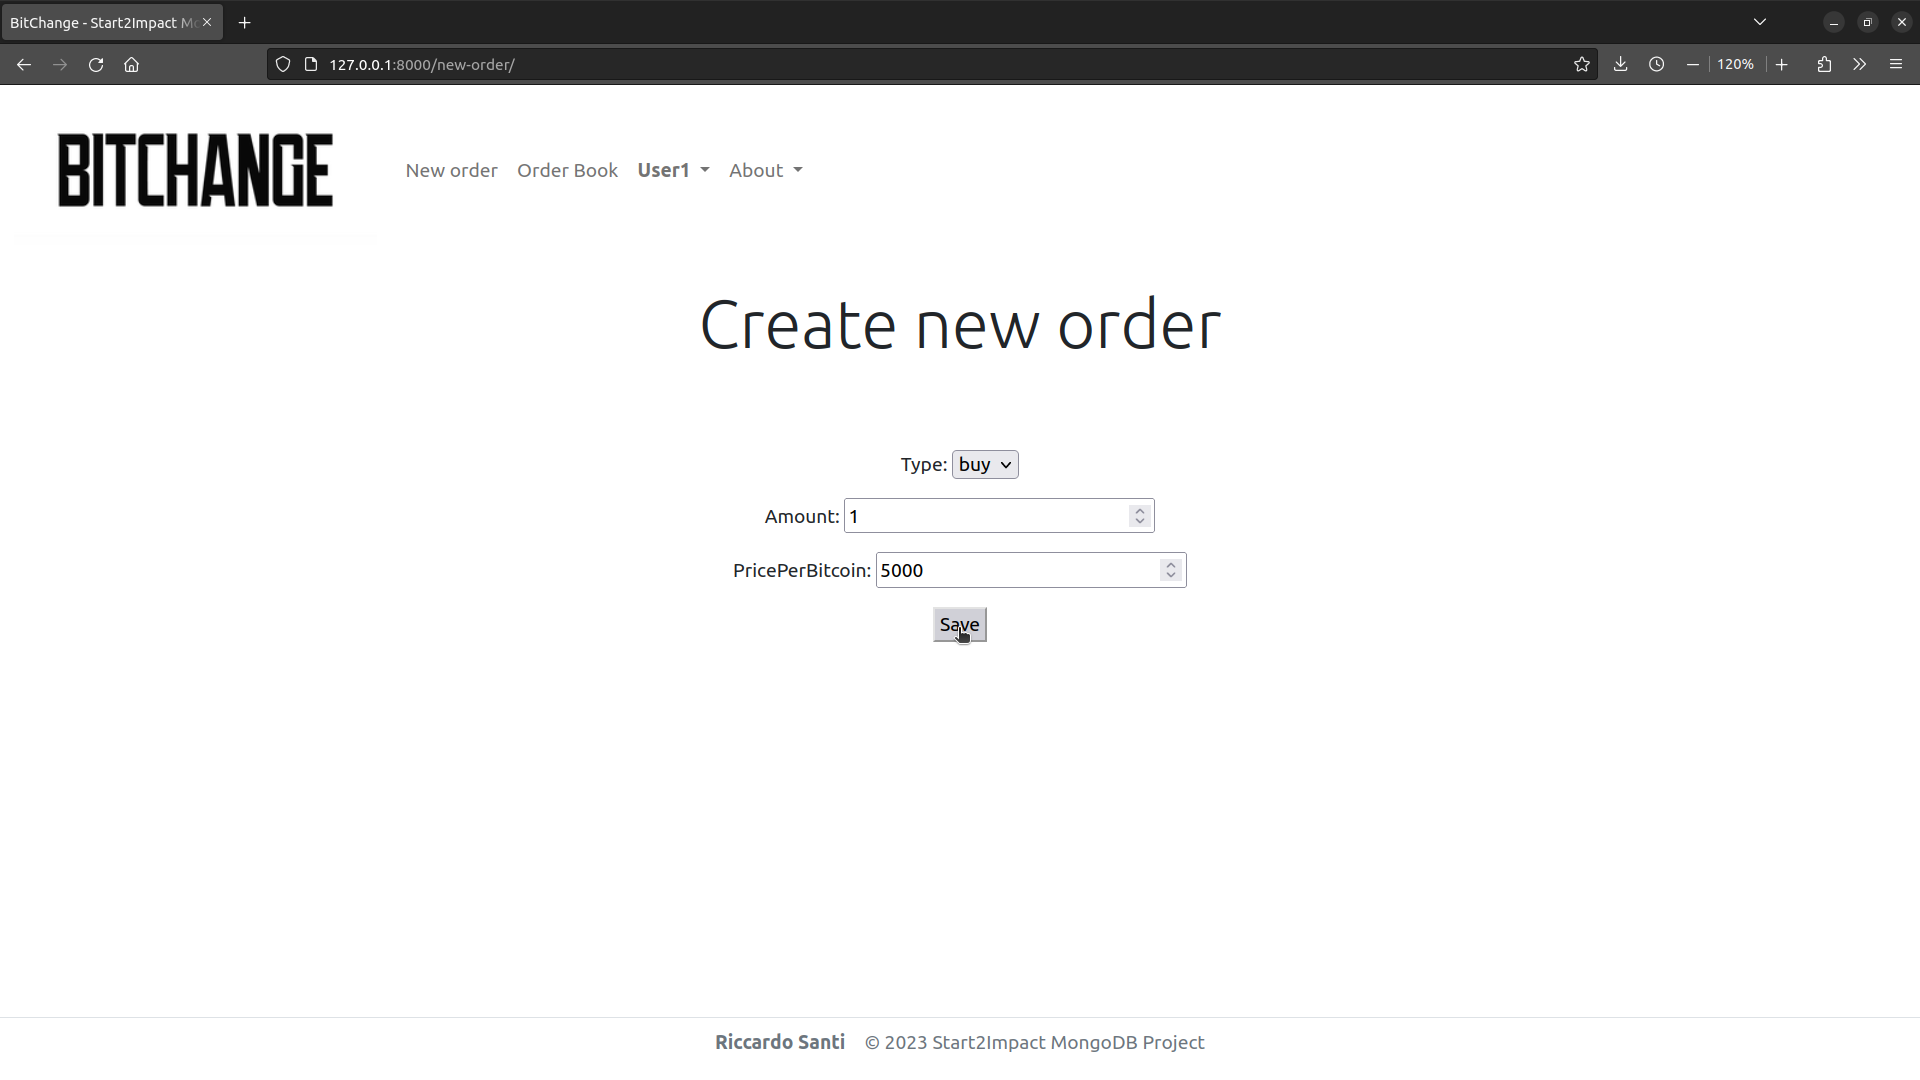 BitChange - Start2Impact M
127.0.0.1:8000/new-order/
120%
BITCHANGE
New order Order Book User1 About
Create new order
Type: buy
Amount: 1
PricePerBitcoin: 5000
Save
Riccardo Santi © 2023 Start2Impact MongoDB Project